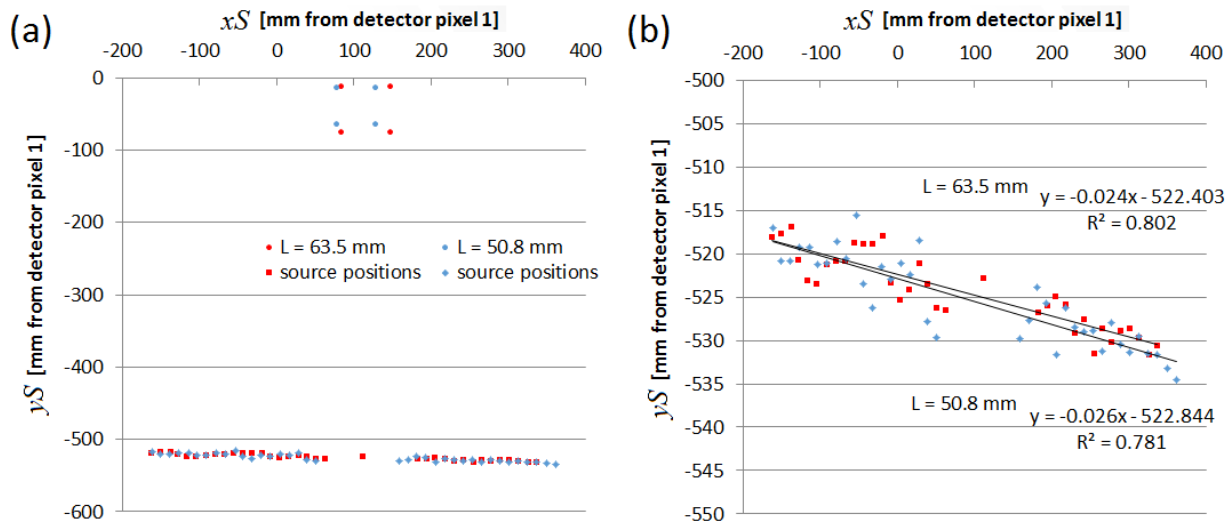 (a)
xS [mm from detector pixel 1]
-200 -100 0 100 200 300 400
0
-100
-200
-300
-400
-500
-600
yS [mm from detector pixel 1]
L = 63.5 mm L = 50.8 mm
source positions source positions
(b)
xS [mm from detector pixel 1]
-200 -100 0 100 200 300 400
-500
-505
-510
-515
-520
-525
-530
-535
-540
-545
-550
yS [mm from detector pixel 1]
L = 63.5 mm y = -0.024x - 522.403
R² = 0.802
L = 50.8 mm y = -0.026x - 522.844
R² = 0.781